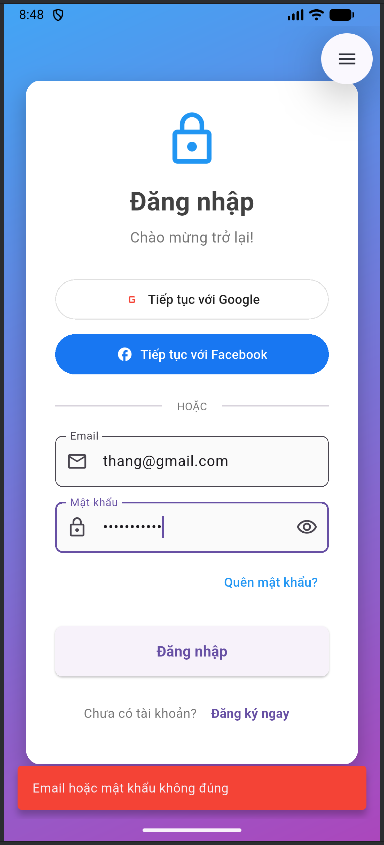 8:48
Đăng nhập
Chào mừng trở lại!
G Tiếp tục với Google
Tiếp tục với Facebook
HOẶC
Email
thang@gmail.com
Mật khẩu
•••••••••••
Quên mật khẩu?
Đăng nhập
Chưa có tài khoản? Đăng ký ngay
Email hoặc mật khẩu không đúng